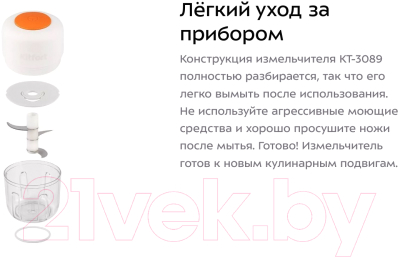 Лёгкий уход за
прибором
Конструкция измельчителя КТ-3089
полностью разбирается, так что его
легко вымыть после использования.
Не используйте агрессивные моющие
средства и хорошо просушите ножи
после мытья. Готово! Измельчитель
готов к новым кулинарным подвигам.
21vek.by